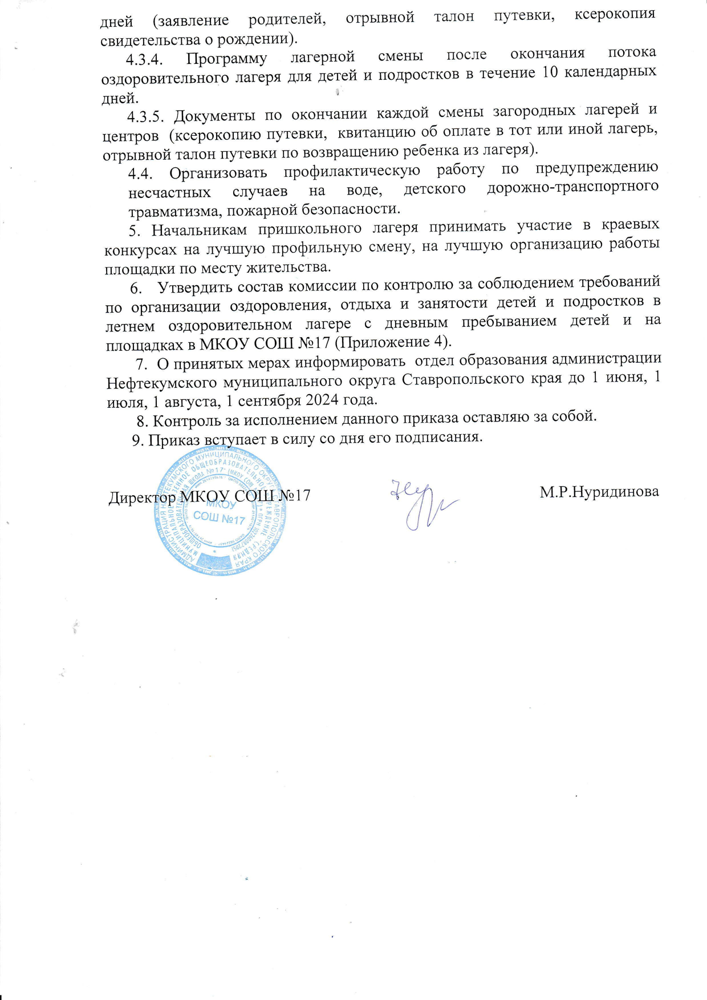 дней (заявление родителей, отрывной талон путевки, ксерокопия
свидетельства о рождении).
4.3.4. Программу лагерной смены после окончания потока
оздоровительного лагеря для детей и подростков в течение 10 календарных
дней.
4.3.5. Документы по окончании каждой смены загородных лагерей и
центров (ксерокопию путевки, квитанцию об оплате в тот или иной лагерь,
отрывной талон путевки по возвращению ребенка из лагеря).
4.4. Организовать профилактическую работу по предупреждению
несчастных случаев на воде, детского дорожно-транспортного
травматизма, пожарной безопасности.
5. Начальникам пришкольного лагеря принимать участие в краевых
конкурсах на лучшую профильную смену, на лучшую организацию работы
площадки по месту жительства.
6. Утвердить состав комиссии по контролю за соблюдением требований
по организации оздоровления, отдыха и занятости детей и подростков в
летнем оздоровительном лагере с дневным пребыванием детей и на
площадках в МКОУ СОШ №17 (Приложение 4).
7. О принятых мерах информировать отдел образования администрации
Нефтекумского муниципального округа Ставропольского края до 1 июня, 1
июля, 1 августа, 1 сентября 2024 года.
8. Контроль за исполнением данного приказа оставляю за собой.
9. Приказ вступает в силу со дня его подписания.
Директор МКОУ СОШ №17 М.Р.Нуридинова
АДМИНИСТРАЦИЯ НЕФТЕКУМСКОГО МУНИЦИПАЛЬНОГО ОКРУГА СТАВРОПОЛЬСКОГО КРАЯ
МКОУ
СОШ №17